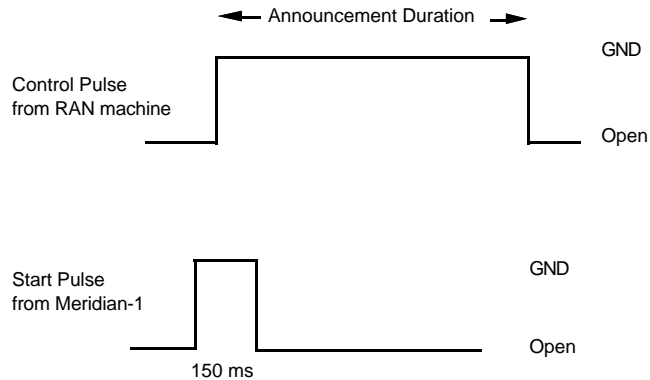 Announcement Duration
GND
Control Pulse
from RAN machine
Open
Start Pulse
from Meridian-1
GND
Open
150 ms